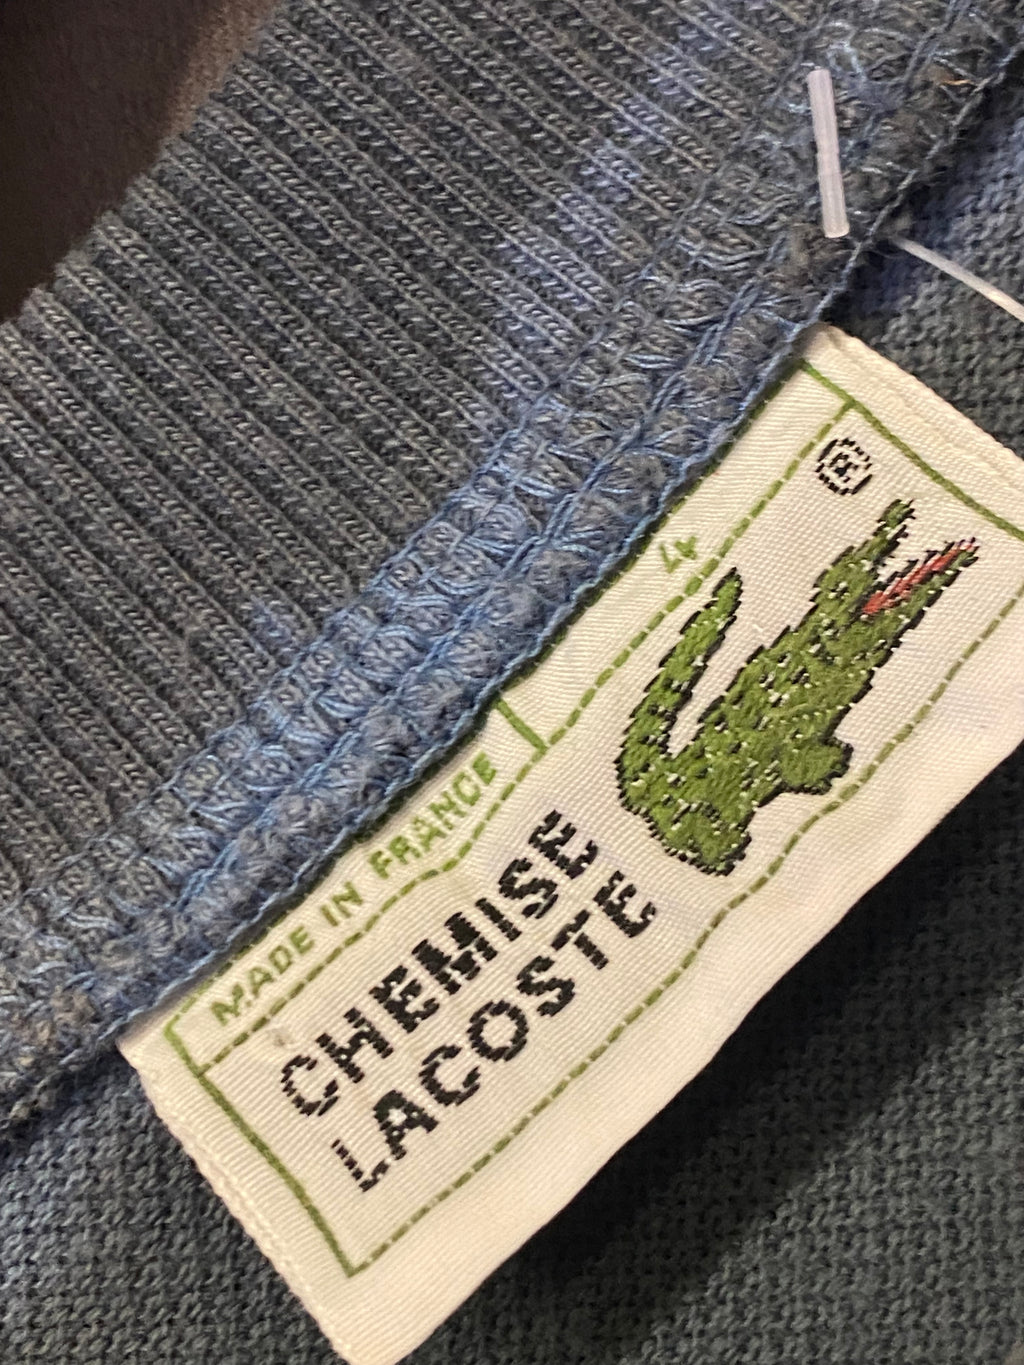 MADE IN FRANCE 4
CHEMISE
LACOSTE
®